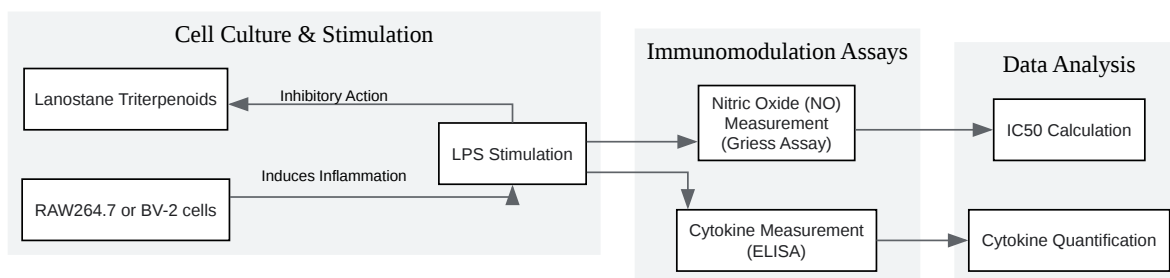 Cell Culture & Stimulation
Lanostane Triterpenoids
Inhibitory Action
LPS Stimulation
Induces Inflammation
RAW264.7 or BV-2 cells
Immunomodulation Assays
Nitric Oxide (NO)
Measurement
(Griess Assay)
Cytokine Measurement
(ELISA)
Data Analysis
IC50 Calculation
Cytokine Quantification